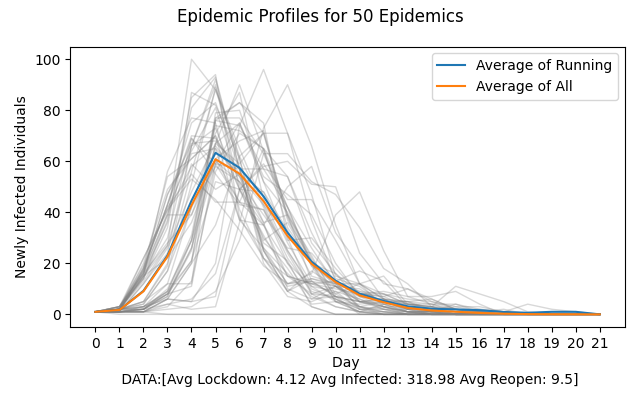 Epidemic Profiles for 50 Epidemics
Newly Infected Individuals
100
80
60
40
20
0
Average of Running
Average of All
0 1 2 3 4 5 6 7 8 9 10 11 12 13 14 15 16 17 18 19 20 21
Day
DATA:[Avg Lockdown: 4.12 Avg Infected: 318.98 Avg Reopen: 9.5]